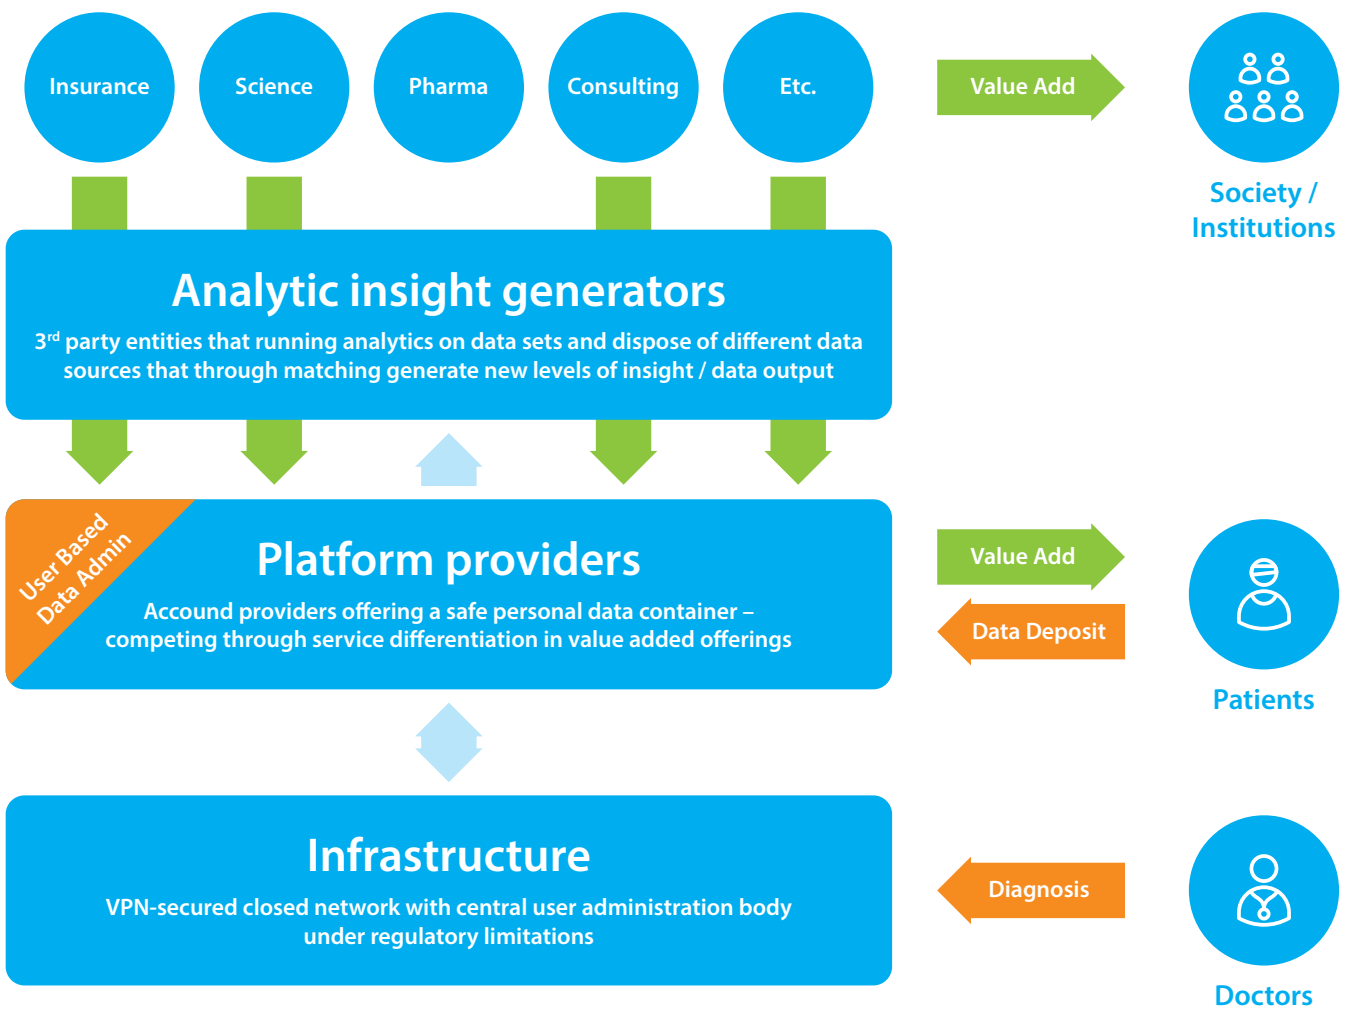 Insurance
Science
Pharma
Consulting
Etc.
Value Add
Society /
Institutions
Analytic insight generators
3rd party entities that running analytics on data sets and dispose of different data
sources that through matching generate new levels of insight / data output
User Based
Data Admin
Platform providers
Accound providers offering a safe personal data container –
competing through service differentiation in value added offerings
Value Add
Data Deposit
Patients
Infrastructure
VPN-secured closed network with central user administration body
under regulatory limitations
Diagnosis
Doctors